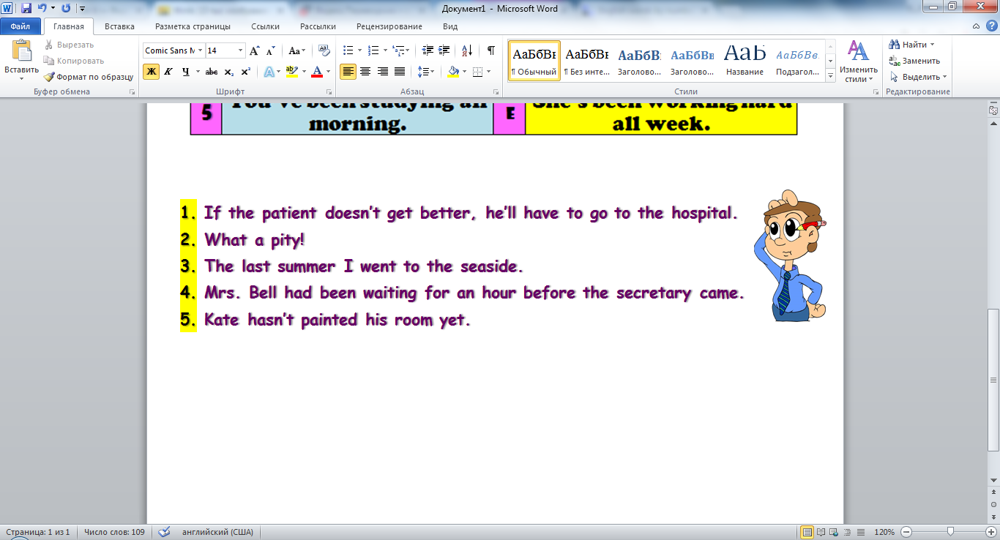 Документ1 - Microsoft Word
Файл Главная Вставка Разметка страницы Ссылки Рассылки Рецензирование Вид
Вставить
Вырезать
Копировать
Формат по образцу
Буфер обмена
Comic Sans M 14
Ж К Ч abc x₂ x²
Шрифт
Абзац
АаБбВв АаБбВв АаБбВ АаБбВв АаБ АаБбВв
¶ Обычный ¶ Без инте... Заголово... Заголово... Название Подзагол...
Стили
Изменить стили
Найти
Заменить
Выделить
Редактирование
5 You've been studying all E She's been working hard
morning. all week.
1. If the patient doesn't get better, he'll have to go to the hospital.
2. What a pity!
3. The last summer I went to the seaside.
4. Mrs. Bell had been waiting for an hour before the secretary came.
5. Kate hasn't painted his room yet.
Страница: 1 из 1 Число слов: 109 английский (США) 120%